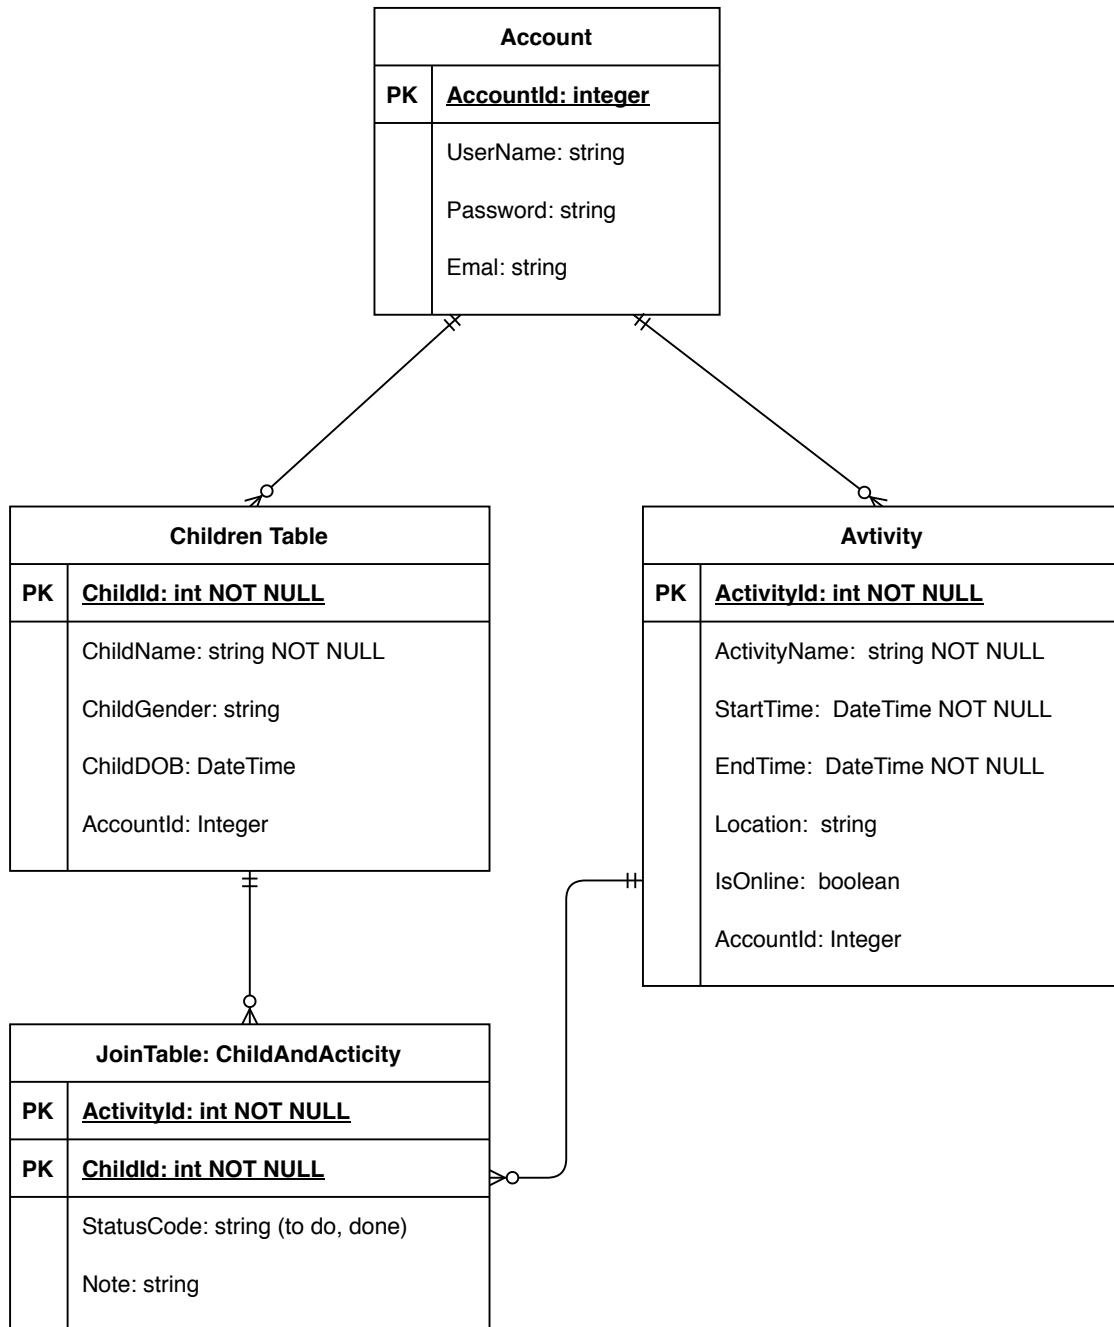 Account
PK AccountId: integer
UserName: string
Password: string
Emal: string
Children Table
PK ChildId: int NOT NULL
ChildName: string NOT NULL
ChildGender: string
ChildDOB: DateTime
AccountId: Integer
Avtivity
PK ActivityId: int NOT NULL
ActivityName: string NOT NULL
StartTime: DateTime NOT NULL
EndTime: DateTime NOT NULL
Location: string
IsOnline: boolean
AccountId: Integer
JoinTable: ChildAndActicity
PK ActivityId: int NOT NULL
PK ChildId: int NOT NULL
StatusCode: string (to do, done)
Note: string